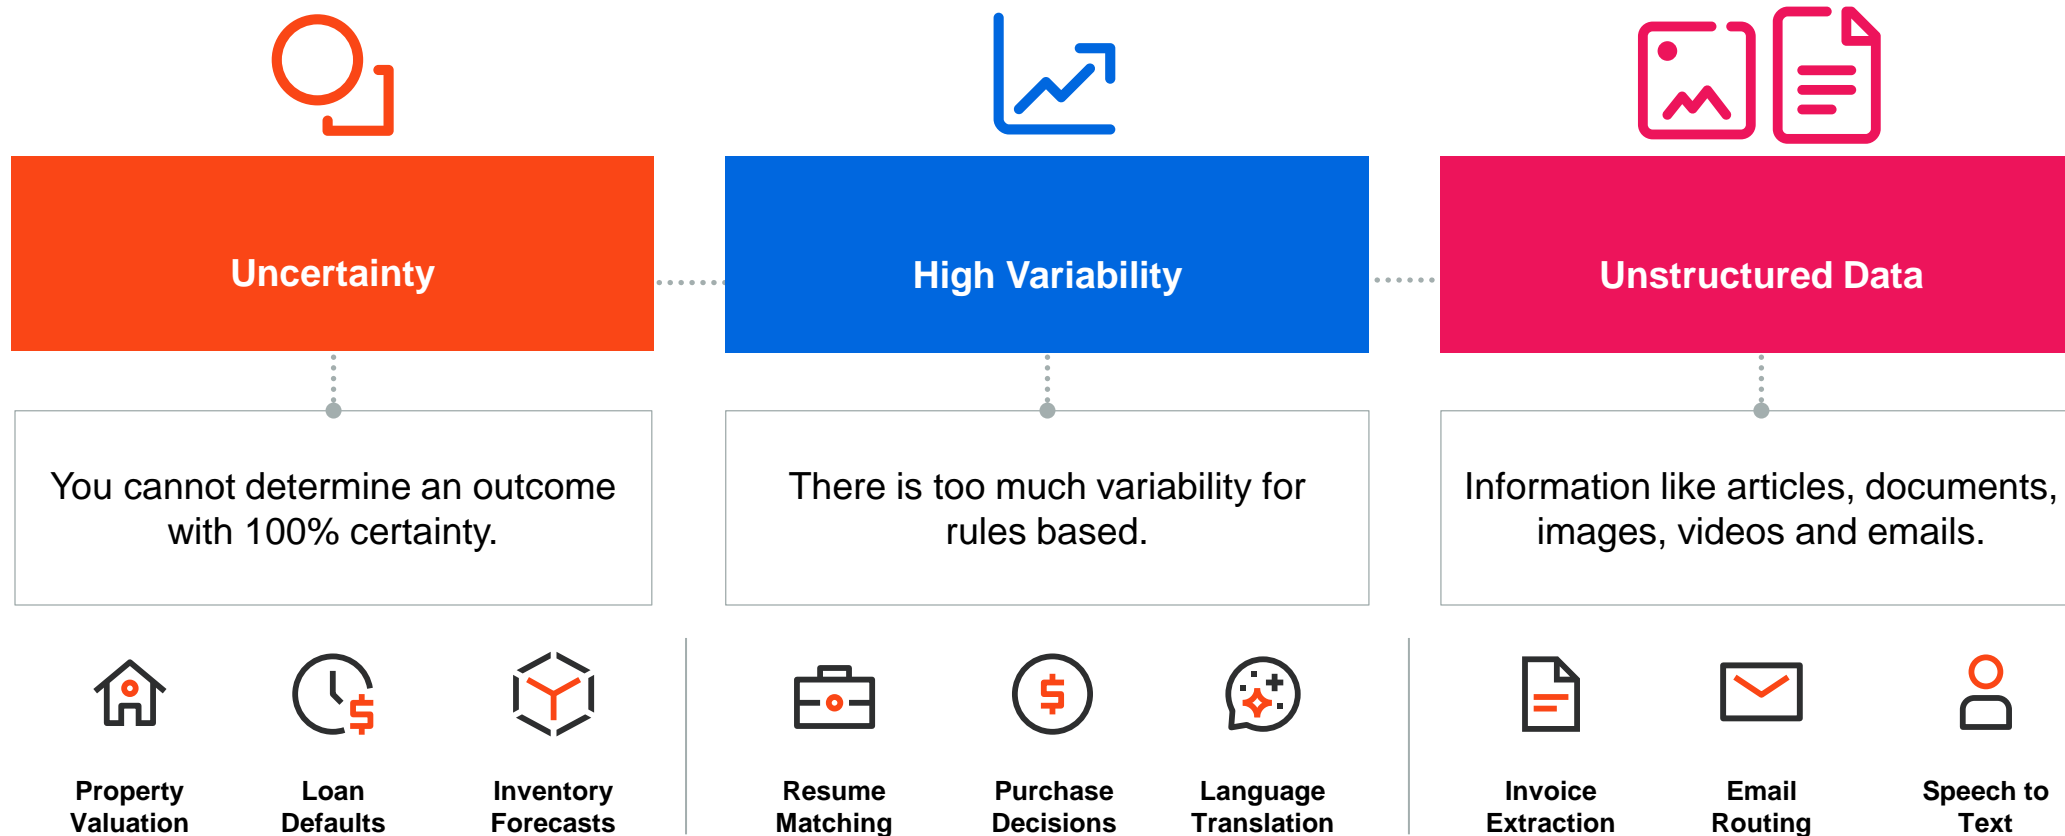 Uncertainty
High Variability
Unstructured Data
You cannot determine an outcome
with 100% certainty.
There is too much variability for
rules based.
Information like articles, documents,
images, videos and emails.
Property
Valuation
Loan
Defaults
Inventory
Forecasts
Resume
Matching
Purchase
Decisions
Language
Translation
Invoice
Extraction
Email
Routing
Speech to
Text